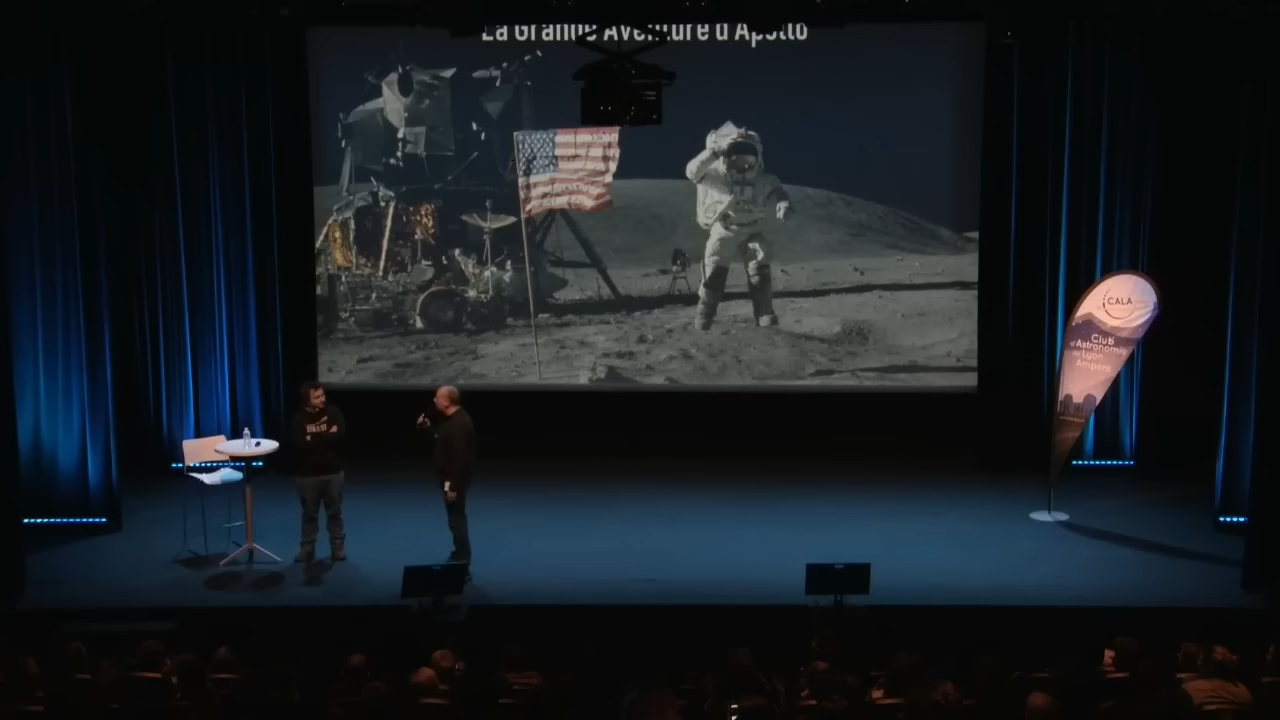 La Grande Aventure d'Apollo
CALA
Club
d'Astronomie
de Lyon
Ampère